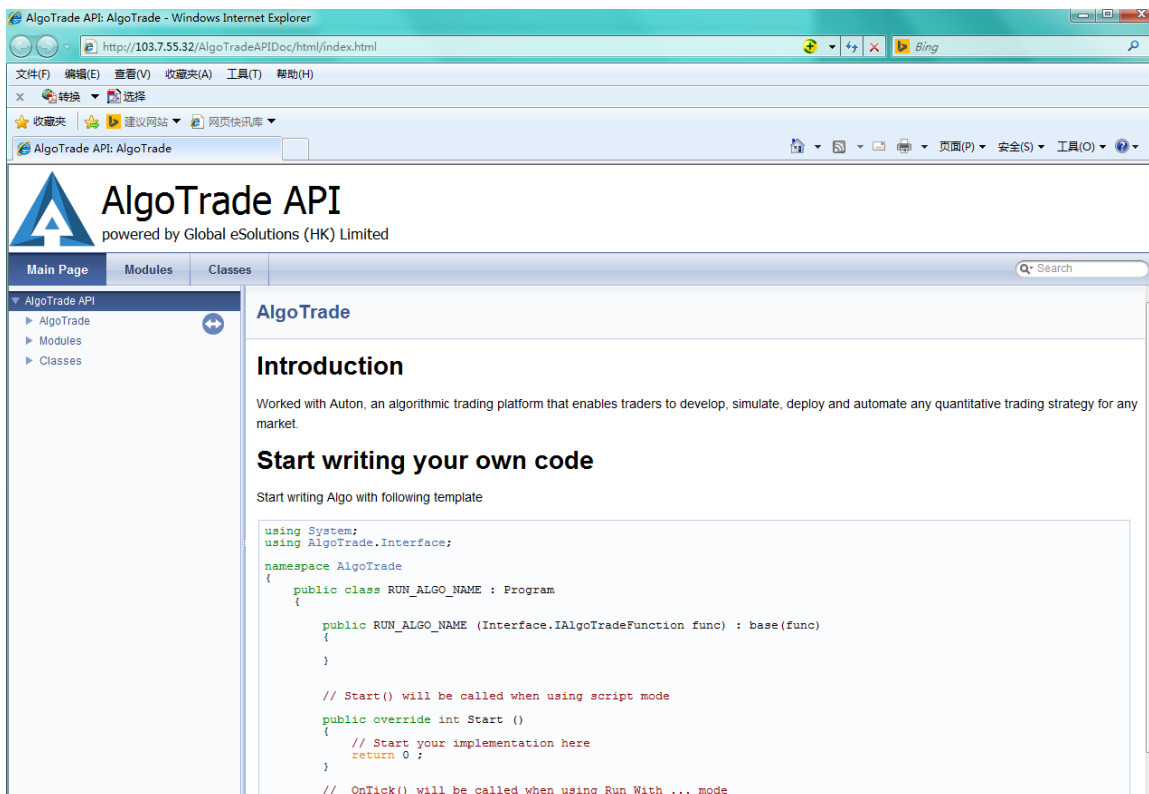 AlgoTrade API: AlgoTrade - Windows Internet Explorer
http://103.7.55.32/AlgoTradeAPIDoc/html/index.html
Bing
文件(F) 编辑(E) 查看(V) 收藏夹(A) 工具(T) 帮助(H)
x 转换 选择
收藏夹 建议网站 网页快讯库
AlgoTrade API: AlgoTrade
页面(P) 安全(S) 工具(O)
AlgoTrade API
powered by Global eSolutions (HK) Limited
Main Page Modules Classes Search
AlgoTrade API
AlgoTrade
Modules
Classes
AlgoTrade
Introduction
Worked with Auton, an algorithmic trading platform that enables traders to develop, simulate, deploy and automate any quantitative trading strategy for any
market.
Start writing your own code
Start writing Algo with following template
using System;
using AlgoTrade.Interface;
namespace AlgoTrade
{
public class RUN_ALGO_NAME : Program
{
public RUN_ALGO_NAME (Interface.IAlgoTradeFunction func) : base(func)
{
}
// Start() will be called when using script mode
public override int Start ()
{
// Start your implementation here
return 0 ;
}
// OnTick() will be called when using Run With ... mode